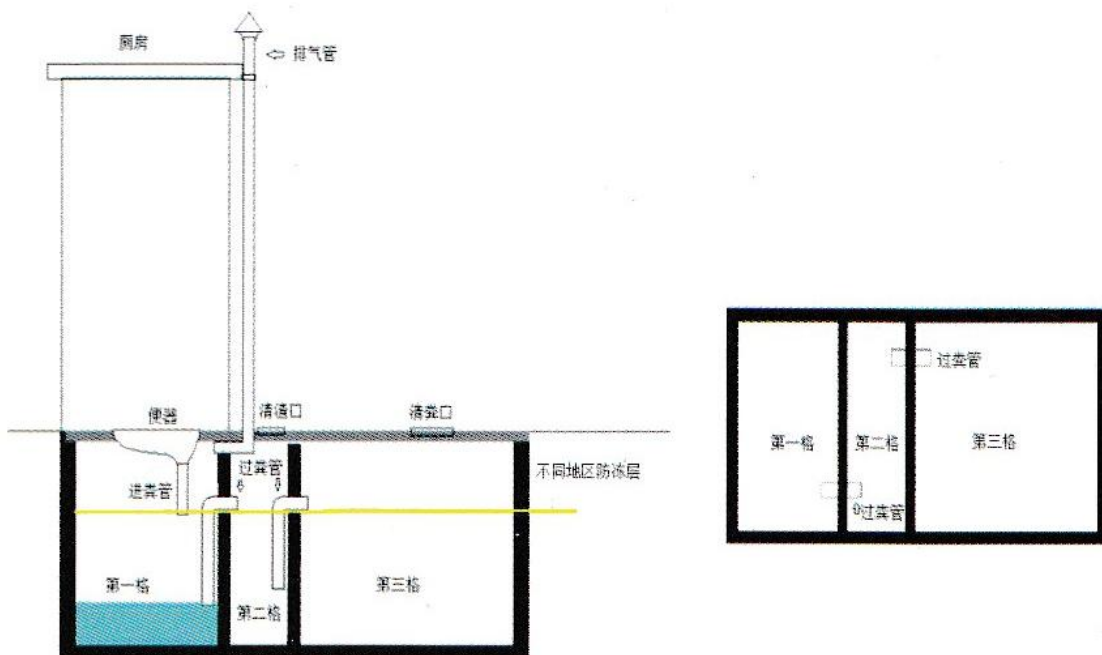 厕房
排气管
便器
清渣口
清粪口
过粪管
进粪管
不同地区防冻层
第一格
第二格
第三格
过粪管
第一格
第二格
第三格
过粪管